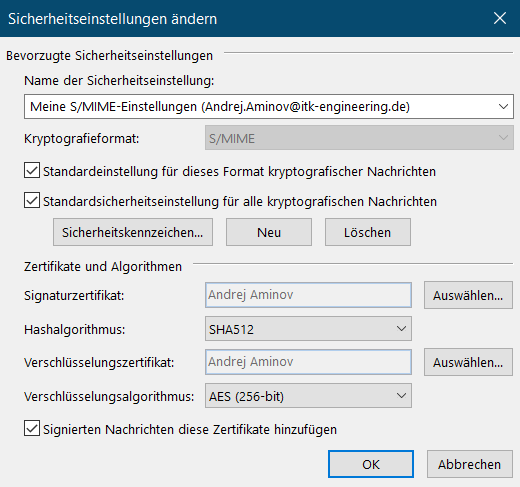 Sicherheitseinstellungen ändern
Bevorzugte Sicherheitseinstellungen
Name der Sicherheitseinstellung:
Meine S/MIME-Einstellungen (Andrej.Aminov@itk-engineering.de)
Kryptografieformat: S/MIME
Standardeinstellung für dieses Format kryptografischer Nachrichten
Standardsicherheitseinstellung für alle kryptografischen Nachrichten
Sicherheitskennzeichen... Neu Löschen
Zertifikate und Algorithmen
Signaturzertifikat: Andrej Aminov Auswählen...
Hashalgorithmus: SHA512
Verschlüsselungszertifikat: Andrej Aminov Auswählen...
Verschlüsselungsalgorithmus: AES (256-bit)
Signierten Nachrichten diese Zertifikate hinzufügen
OK Abbrechen